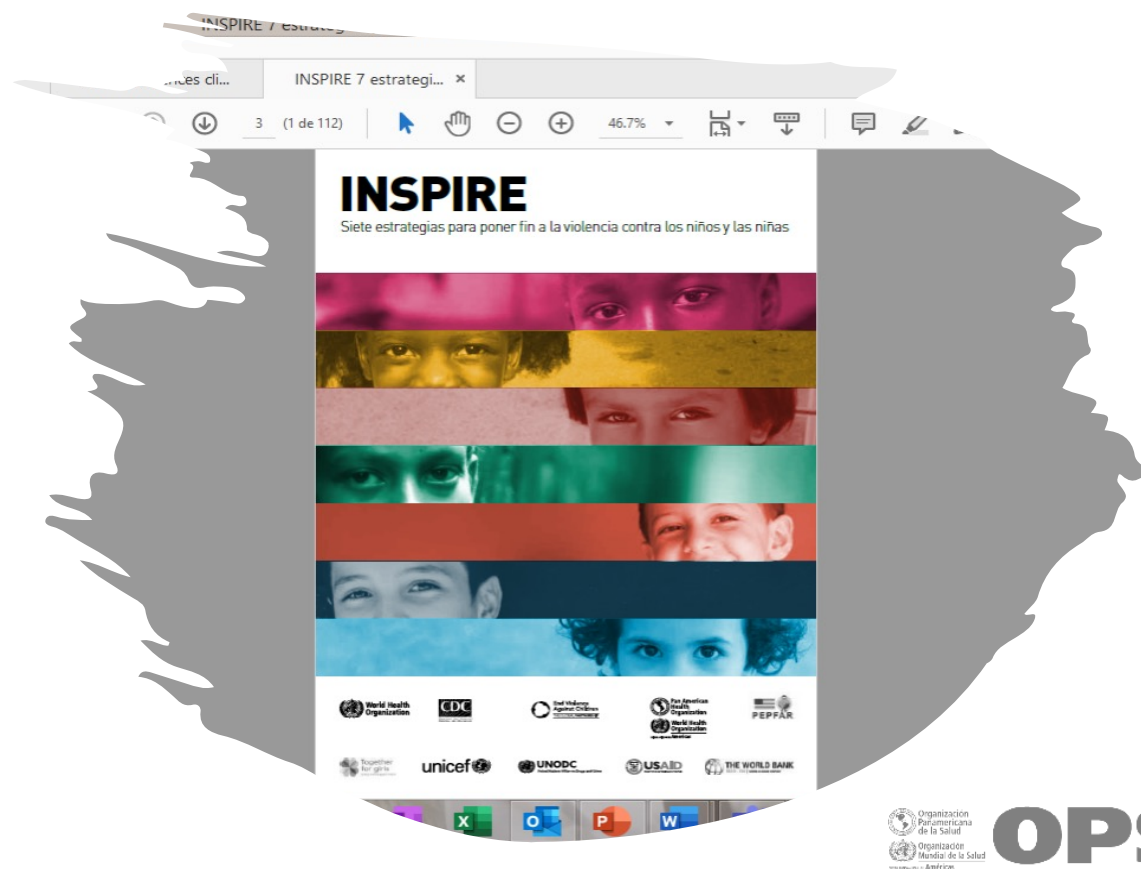 INSPIRE 7
INSPIRE 7 estrategi... ×
3 (1 de 112)
46.7%
INSPIRE
Siete estrategias para poner fin a la violencia contra los niños y las niñas
World Health
Organization
CDC
End Violence
Against Children
Pan American
Health
Organization
World Health
Organization
PEPFAR
Together
for girls
unicef
UNODC
USAID
THE WORLD BANK
X
O
P
W
Organización
Panamericana
de la Salud
Organización
Mundial de la Salud
Américas
OPS